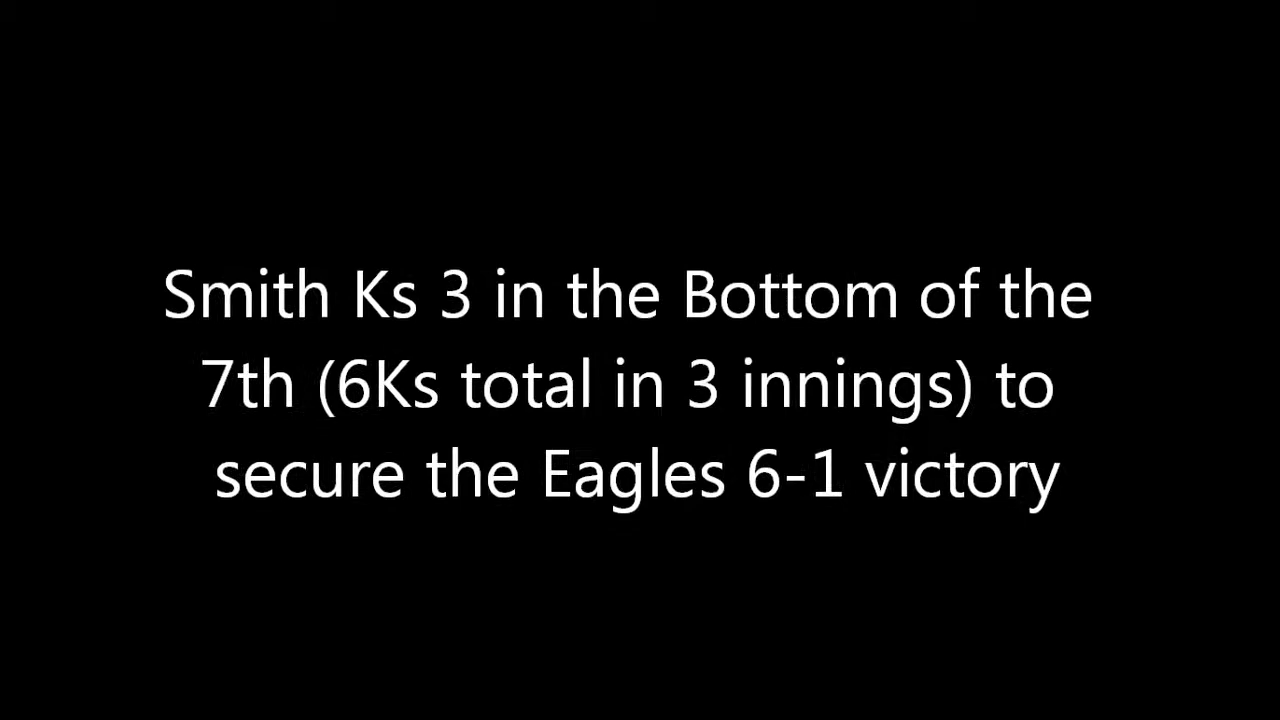 Smith Ks 3 in the Bottom of the
7th (6Ks total in 3 innings) to
secure the Eagles 6-1 victory